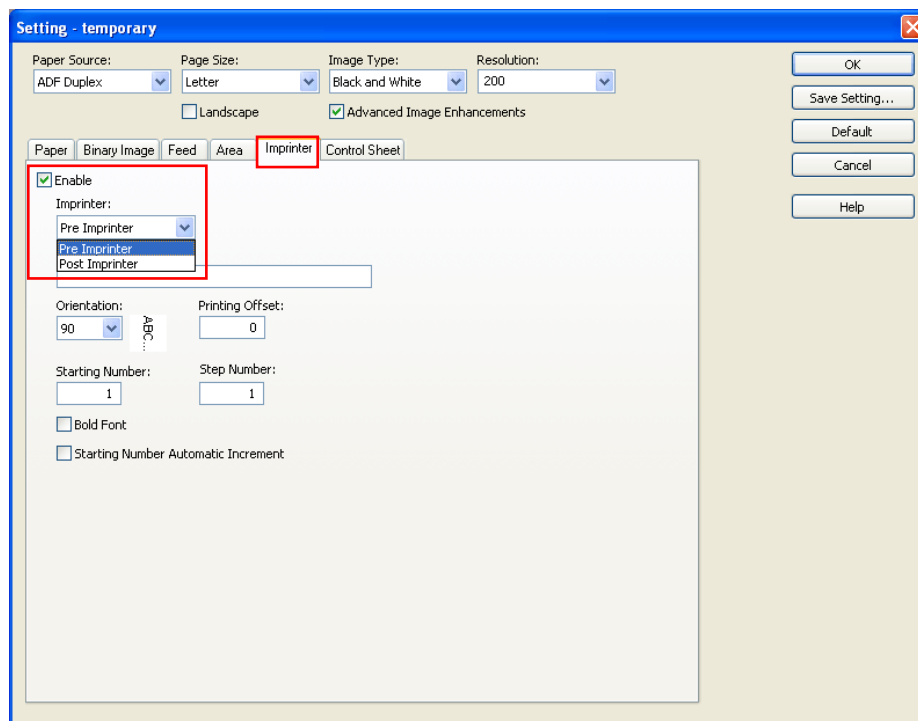 Setting - temporary
Paper Source: Page Size: Image Type: Resolution:
ADF Duplex Letter Black and White 200
Landscape Advanced Image Enhancements
OK
Save Setting...
Default
Cancel
Help
Paper Binary Image Feed Area Imprinter Control Sheet
Enable
Imprinter:
Pre Imprinter
Pre Imprinter
Post Imprinter
Orientation: Printing Offset:
90 ABC... 0
Starting Number: Step Number:
1 1
Bold Font
Starting Number Automatic Increment